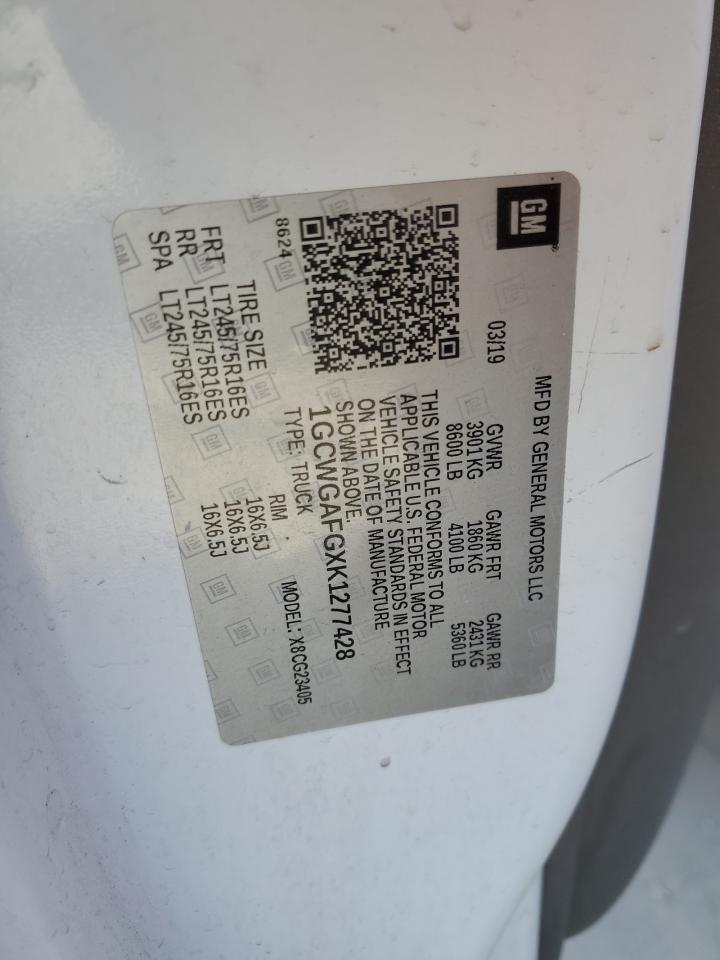 GM
MFD BY GENERAL MOTORS LLC
03/19 GVWR GAWR FRT GAWR RR
3901 KG 1860 KG 2431 KG
8600 LB 4100 LB 5360 LB
THIS VEHICLE CONFORMS TO ALL
APPLICABLE U.S. FEDERAL MOTOR
VEHICLE SAFETY STANDARDS IN EFFECT
ON THE DATE OF MANUFACTURE
SHOWN ABOVE.
1GCWGAFGXK1277428
8624 TYPE: TRUCK MODEL: X8CG23405
TIRE SIZE RIM
FRT LT245/75R16ES 16X6.5J
RR LT245/75R16ES 16X6.5J
SPA LT245/75R16ES 16X6.5J